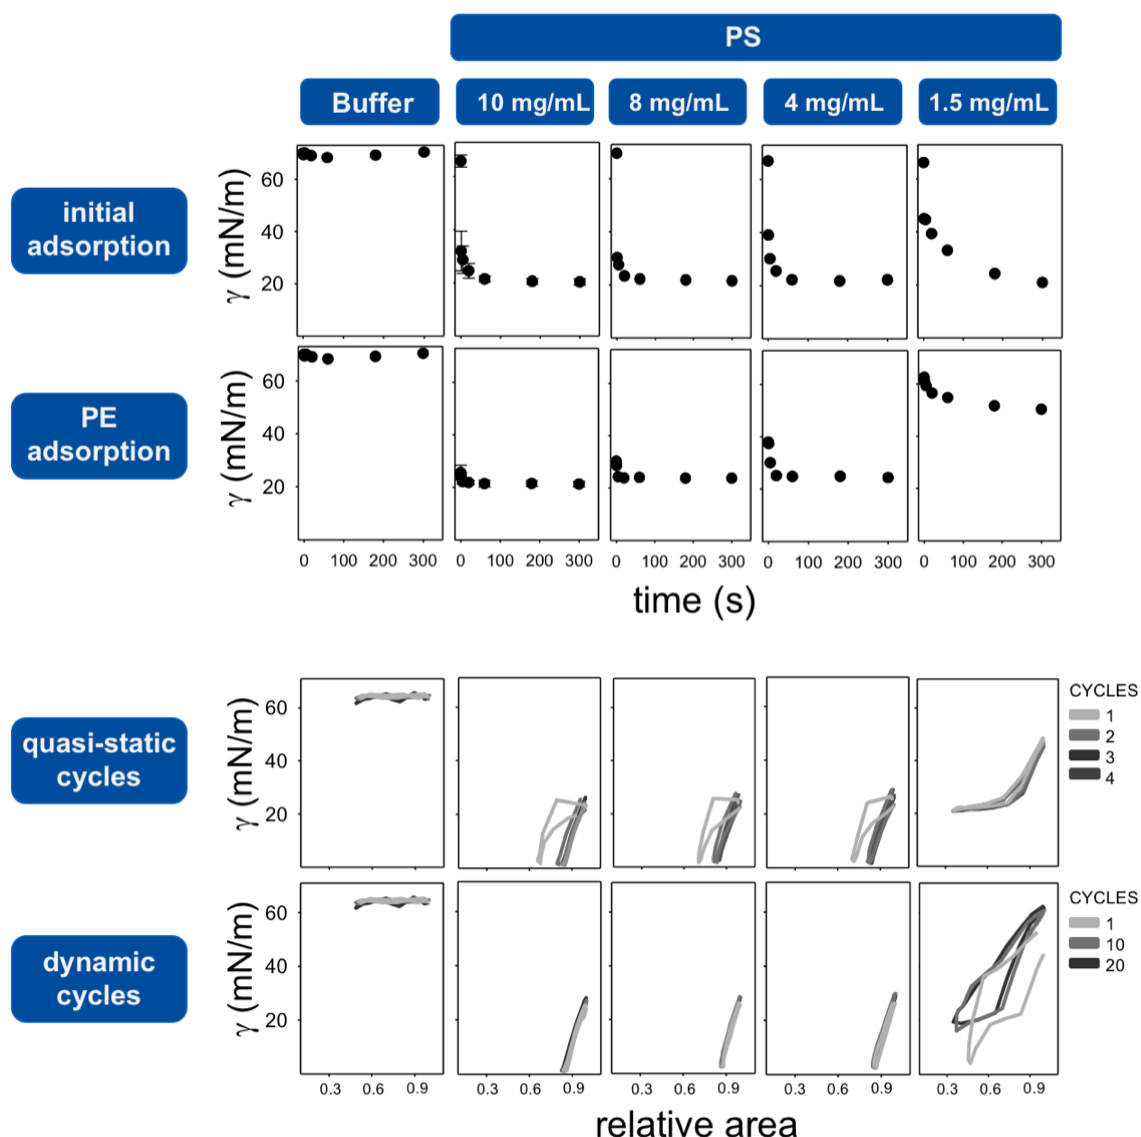 PS
Buffer
10 mg/mL
8 mg/mL
4 mg/mL
1.5 mg/mL
initial
adsorption
γ (mN/m)
60
40
20
PE
adsorption
γ (mN/m)
60
40
20
0 100 200 300
0 100 200 300
0 100 200 300
0 100 200 300
0 100 200 300
time (s)
quasi-static
cycles
γ (mN/m)
60
40
20
CYCLES
1
2
3
4
dynamic
cycles
γ (mN/m)
60
40
20
CYCLES
1
10
20
0.3 0.6 0.9
0.3 0.6 0.9
0.3 0.6 0.9
0.3 0.6 0.9
0.3 0.6 0.9
relative area